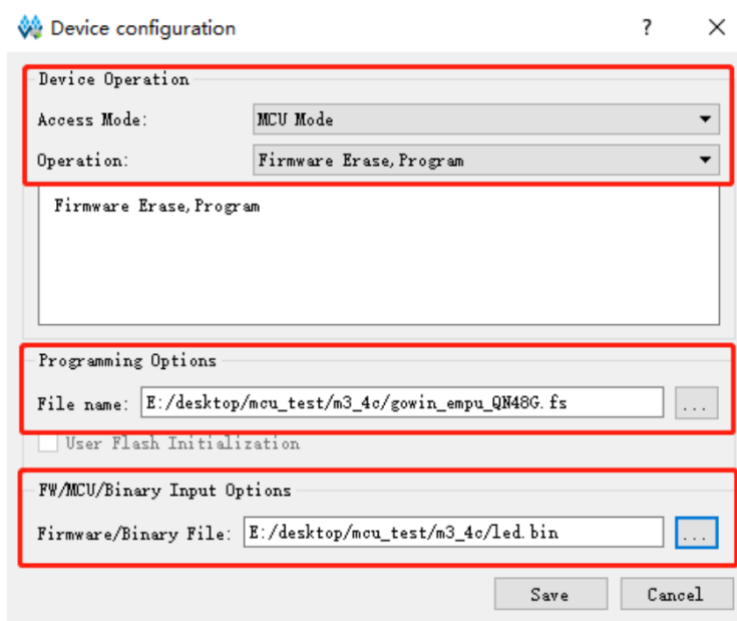 Device configuration ? ×
Device Operation
Access Mode: MCU Mode
Operation: Firmware Erase,Program
Firmware Erase,Program
Programming Options
File name: E:/desktop/mcu_test/m3_4c/gowin_empu_QN48G.fs ...
User Flash Initialization
FW/MCU/Binary Input Options
Firmware/Binary File: E:/desktop/mcu_test/m3_4c/led.bin ...
Save Cancel